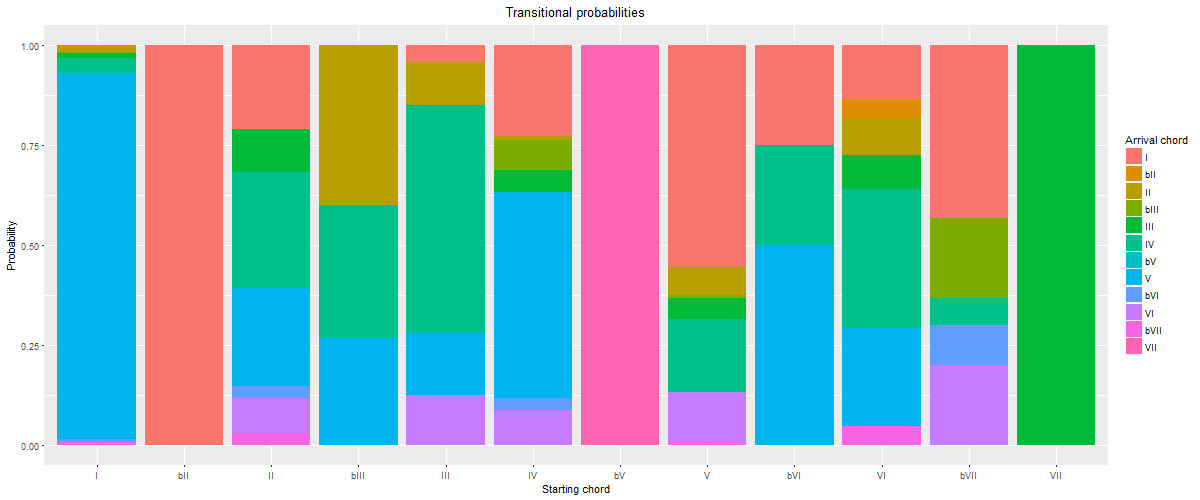 Transitional probabilities
Probability
1.00
0.75
0.50
0.25
0.00
I bII II bIII III IV bV V bVI VI bVII VII
Starting chord
Arrival chord
I
bII
II
bIII
III
IV
bV
V
bVI
VI
bVII
VII